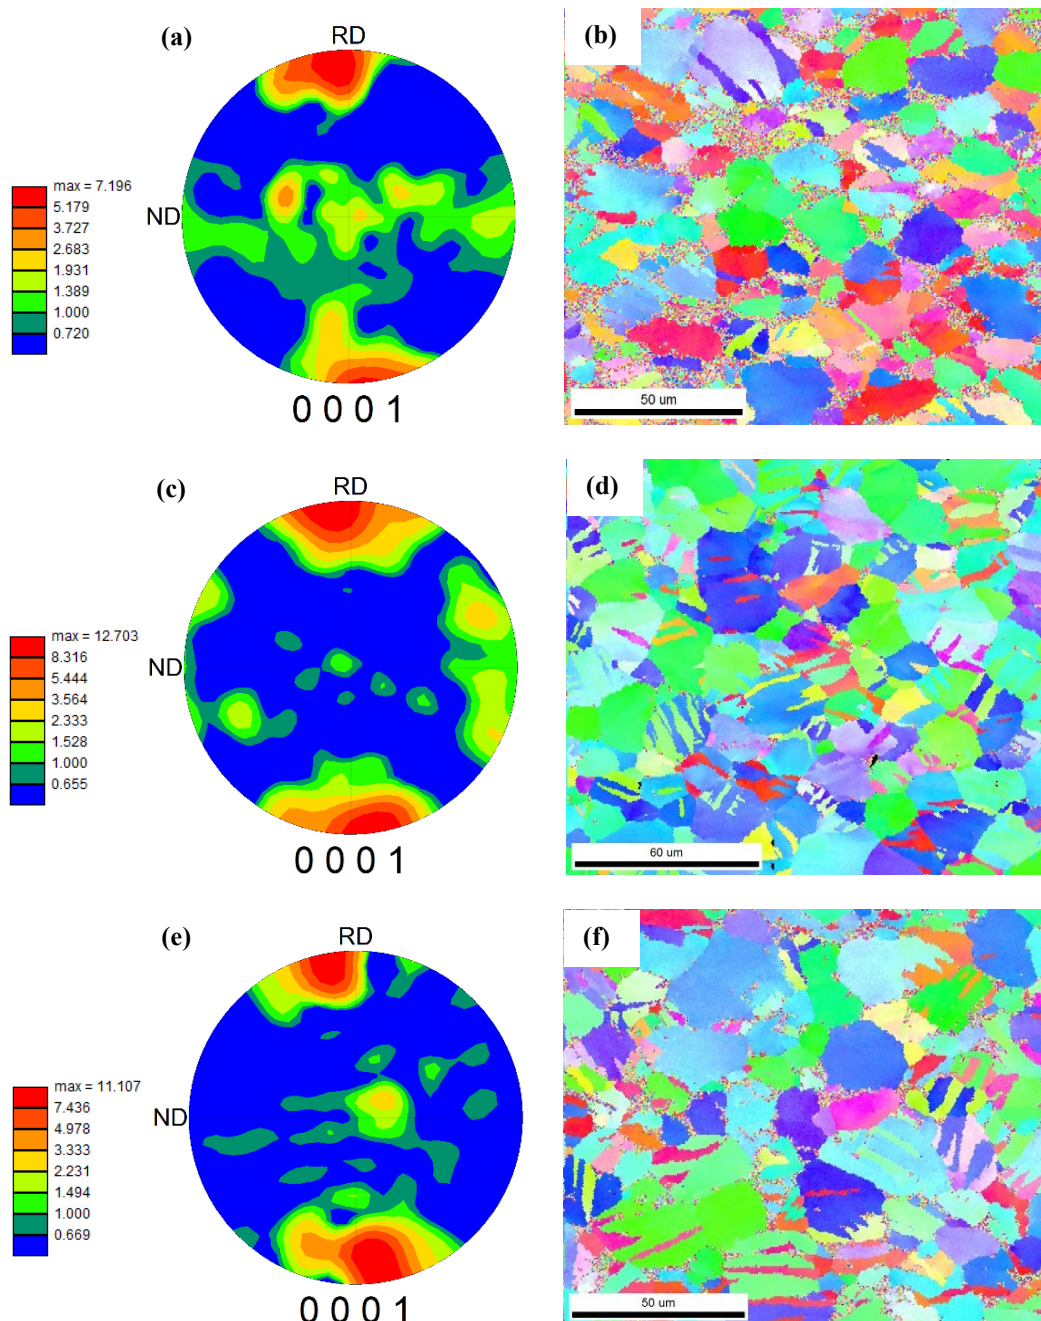 (a)
RD
(b)
max = 7.196
5.179
3.727
2.683
1.931
1.389
1.000
0.720
ND
0 0 0 1
50 um
(c)
RD
(d)
max = 12.703
8.316
5.444
3.564
2.333
1.528
1.000
0.655
ND
0 0 0 1
60 um
(e)
RD
(f)
max = 11.107
7.436
4.978
3.333
2.231
1.494
1.000
0.669
ND
0 0 0 1
50 um